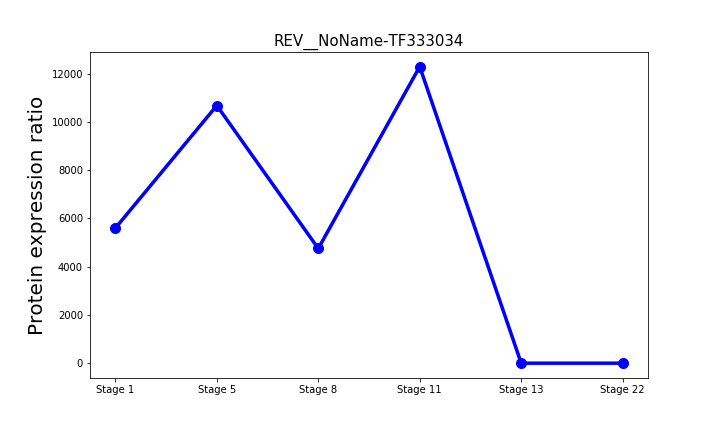 REV__NoName-TF333034
Protein expression ratio
12000
10000
8000
6000
4000
2000
0
Stage 1 Stage 5 Stage 8 Stage 11 Stage 13 Stage 22